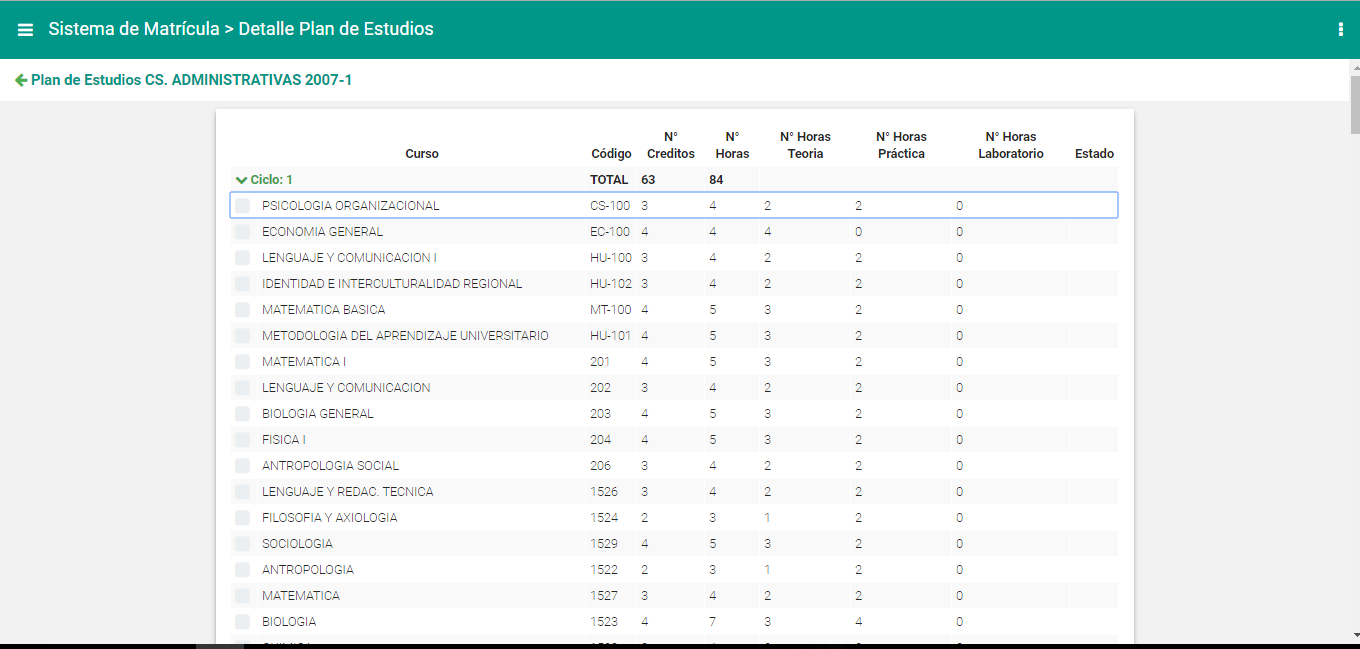 Sistema de Matrícula > Detalle Plan de Estudios
Plan de Estudios CS. ADMINISTRATIVAS 2007-1
Curso Código N° Creditos N° Horas N° Horas Teoria N° Horas Práctica N° Horas Laboratorio Estado
Ciclo: 1 TOTAL 63 84
PSICOLOGIA ORGANIZACIONAL CS-100 3 4 2 2 0
ECONOMIA GENERAL EC-100 4 4 4 0 0
LENGUAJE Y COMUNICACION I HU-100 3 4 2 2 0
IDENTIDAD E INTERCULTURALIDAD REGIONAL HU-102 3 4 2 2 0
MATEMATICA BASICA MT-100 4 5 3 2 0
METODOLOGIA DEL APRENDIZAJE UNIVERSITARIO HU-101 4 5 3 2 0
MATEMATICA I 201 4 5 3 2 0
LENGUAJE Y COMUNICACION 202 3 4 2 2 0
BIOLOGIA GENERAL 203 4 5 3 2 0
FISICA I 204 4 5 3 2 0
ANTROPOLOGIA SOCIAL 206 3 4 2 2 0
LENGUAJE Y REDAC. TECNICA 1526 3 4 2 2 0
FILOSOFIA Y AXIOLOGIA 1524 2 3 1 2 0
SOCIOLOGIA 1529 4 5 3 2 0
ANTROPOLOGIA 1522 2 3 1 2 0
MATEMATICA 1527 3 4 2 2 0
BIOLOGIA 1523 4 7 3 4 0